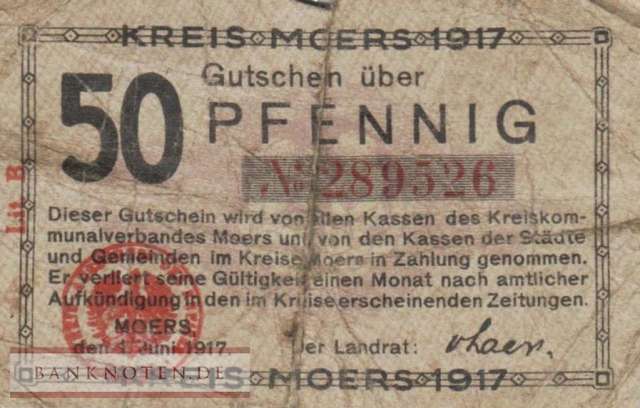 KREIS MOERS 1917
50
Gutschein über
PFENNIG
No 289526
Lit B
Dieser Gutschein wird von allen Kassen des Kreiskom-
munalverbandes Moers und von den Kassen der Städte
und Gemeinden im Kreise Moers in Zahlung genommen.
Er verliert seine Gültigkeit einen Monat nach amtlicher
Aufkündigung in den im Kreise erscheinenden Zeitungen.
MOERS,
den 1. Juni 1917.
Der Landrat:
KREIS MOERS 1917
BANKNOTEN.DE